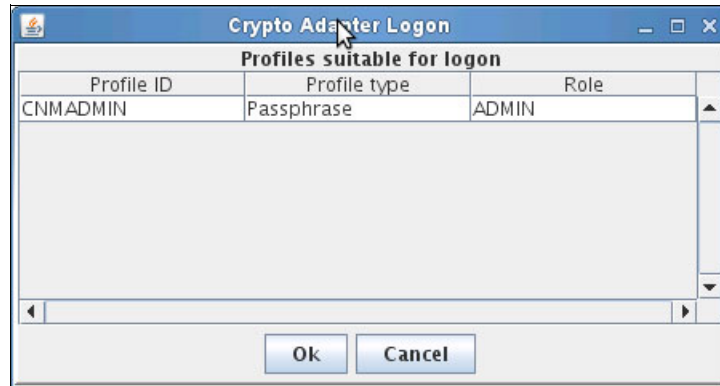 Crypto Adapter Logon
Profiles suitable for logon
Profile ID Profile type Role
CNMADMIN Passphrase ADMIN
Ok Cancel